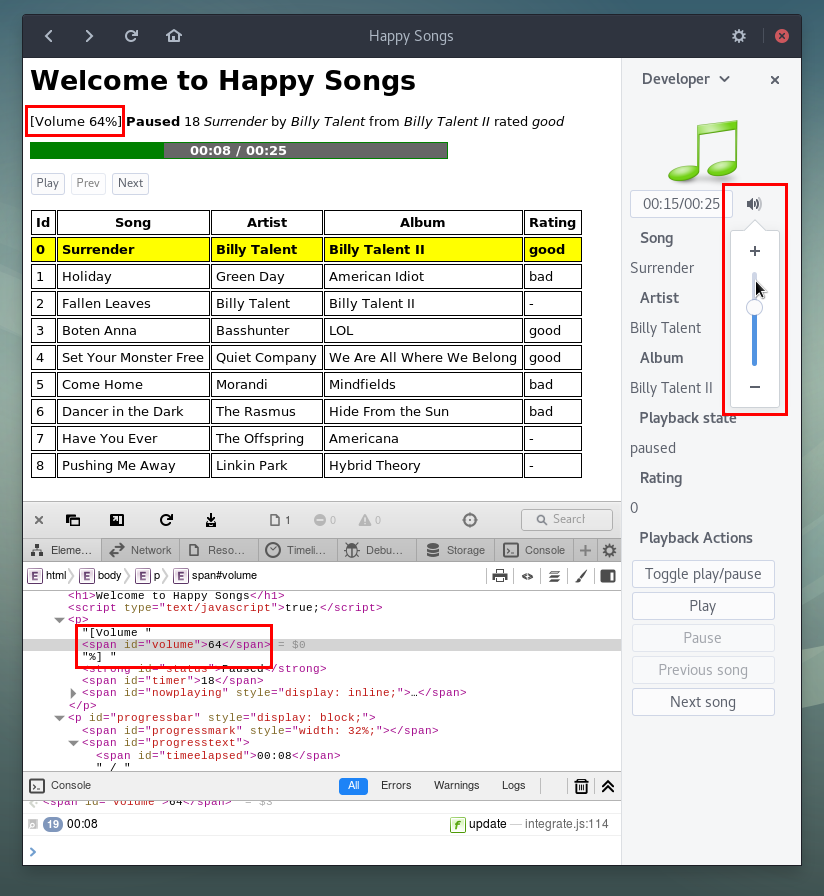 Happy Songs
Welcome to Happy Songs
[Volume 64%] Paused 18 Surrender by Billy Talent from Billy Talent II rated good
00:08 / 00:25
Play Prev Next
Id Song Artist Album Rating
0 Surrender Billy Talent Billy Talent II good
1 Holiday Green Day American Idiot bad
2 Fallen Leaves Billy Talent Billy Talent II -
3 Boten Anna Basshunter LOL good
4 Set Your Monster Free Quiet Company We Are All Where We Belong good
5 Come Home Morandi Mindfields bad
6 Dancer in the Dark The Rasmus Hide From the Sun bad
7 Have You Ever The Offspring Americana -
8 Pushing Me Away Linkin Park Hybrid Theory -
Developer
00:15/00:25
+
−
Song
Surrender
Artist
Billy Talent
Album
Billy Talent II
Playback state
paused
Rating
0
Playback Actions
Toggle play/pause
Play
Pause
Previous song
Next song
1 0 0 Search
Eleme… Network Reso… Timeli… Debu… Storage Console +
E html E body E p E span#volume
<h1>Welcome to Happy Songs</h1>
<script type="text/javascript">true;</script>
<p>
"[Volume "
<span id="volume">64</span> = $0
"%] "
<strong id="status">Paused</strong>
<span id="timer">18</span>
<span id="nowplaying" style="display: inline;">…</span>
</p>
<p id="progressbar" style="display: block;">
<span id="progressmark" style="width: 32%;"></span>
<span id="progresstext">
<span id="timeelapsed">00:08</span>
" / "
Console All Errors Warnings Logs
<span id="volume">64</span> = $3
19 00:08 f update — integrate.js:114